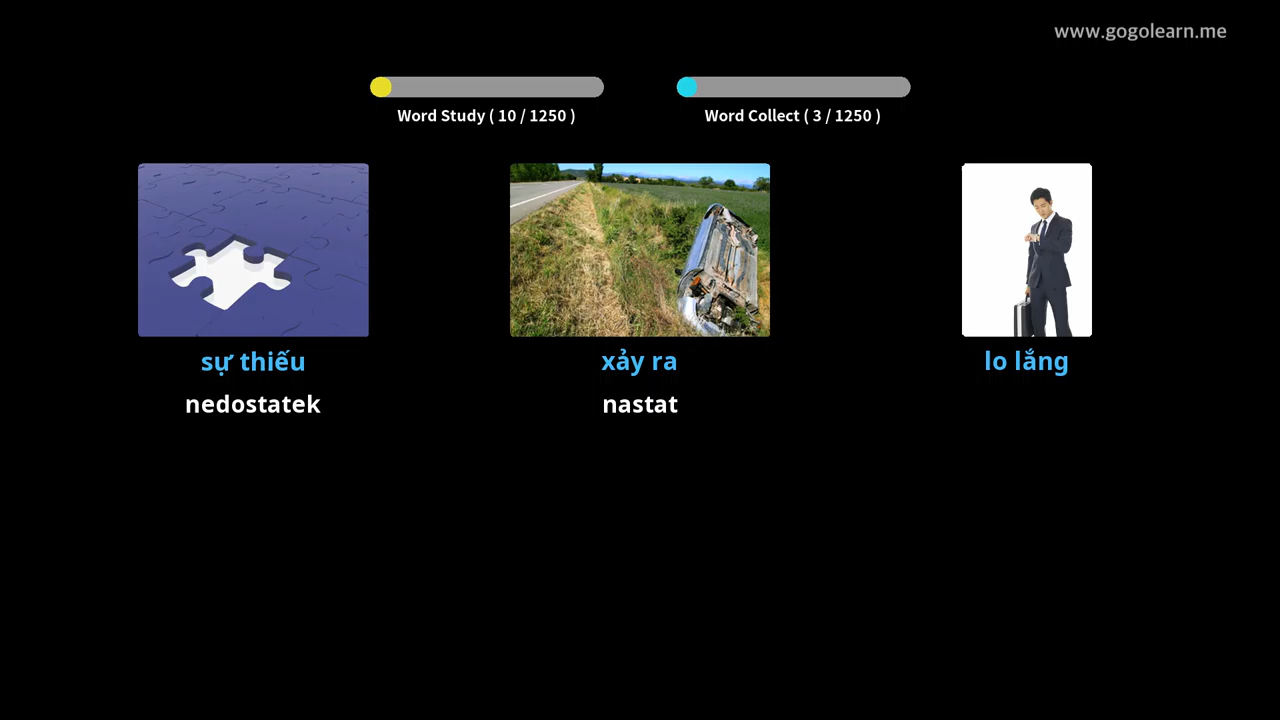 www.gogolearn.me
Word Study ( 10 / 1250 )
Word Collect ( 3 / 1250 )
sự thiếu
xảy ra
lo lắng
nedostatek
nastat